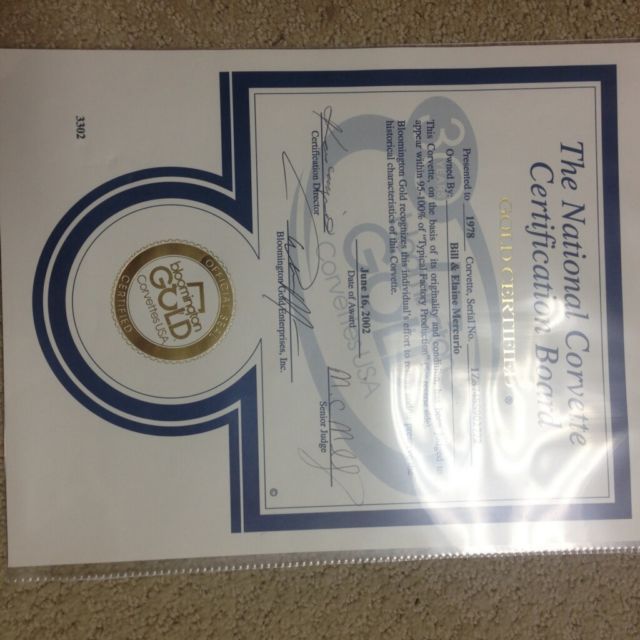 The National Corvette
Certification Board
GOLD CERTIFIED
Presented to 1978 Corvette, Serial No.
Owned By: Bill & Elaine Mercurio
This Corvette, on the basis of its originality and condition, has been judged to
appear within 95-100% of "Typical Factory Production
Bloomington Gold recognizes this individual's effort to
historical characteristics of this Corvette.
June 16, 2002
Date of Award
Certification Director
Senior Judge
Bloomington Gold Enterprises, Inc.
GOLD
Corvettes USA
OFFICIAL SEAL
bloomington
GOLD
Corvettes USA
CERTIFIED
3302